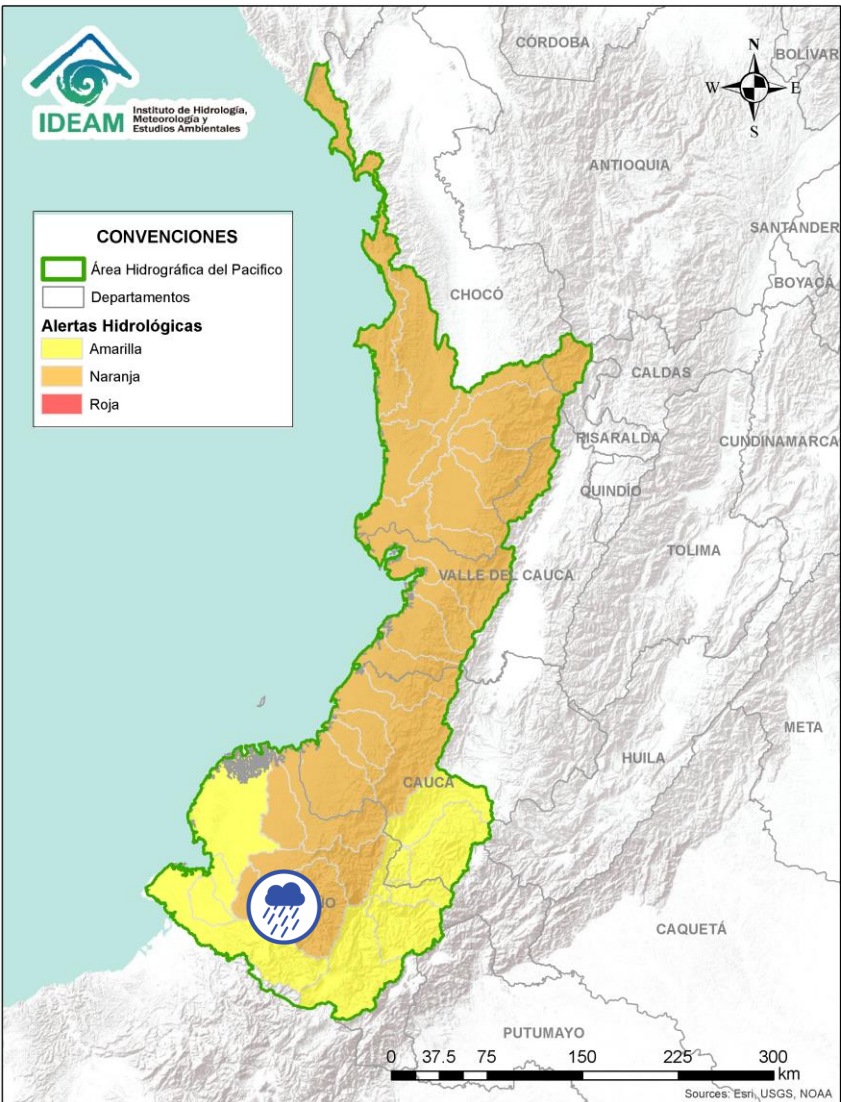 IDEAM
Instituto de Hidrología,
Meteorología y
Estudios Ambientales
N
W
E
S
CÓRDOBA
BOLÍVAR
ANTIOQUIA
SANTANDER
BOYACÁ
CHOCÓ
CONVENCIONES
Área Hidrográfica del Pacifico
Departamentos
Alertas Hidrológicas
Amarilla
Naranja
Roja
CALDAS
RISARALDA
CUNDINAMARCA
QUINDÍO
TOLIMA
VALLE DEL CAUCA
META
HUILA
CAUCA
CAQUETÁ
PUTUMAYO
0 37.5 75 150 225 300
km
Sources: Esri, USGS, NOAA